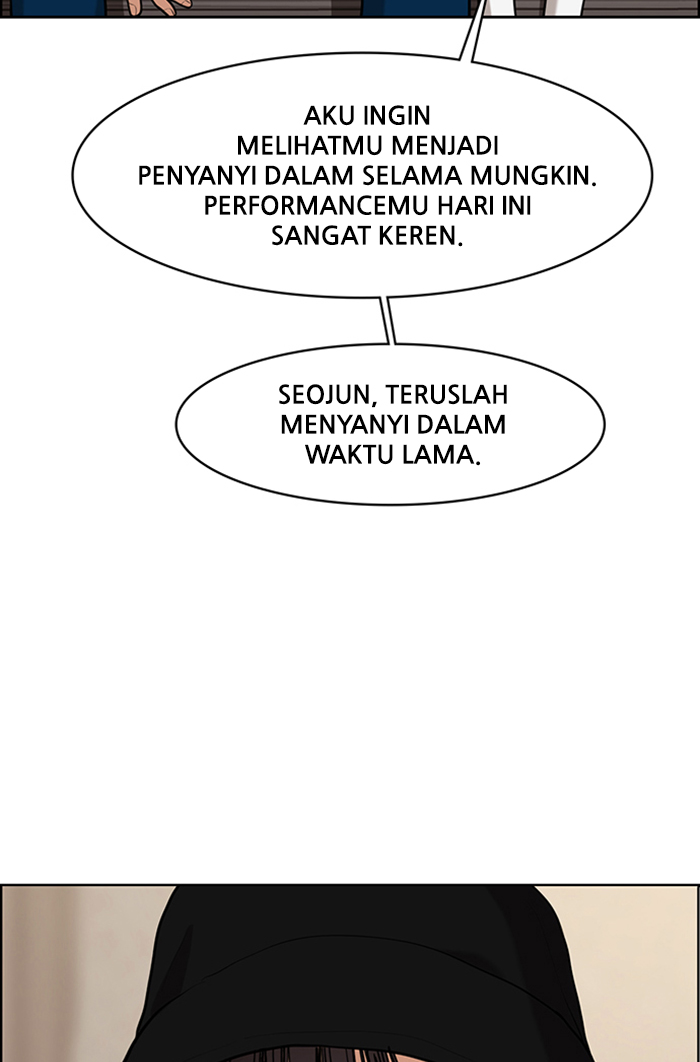 AKU INGIN
MELIHATMU MENJADI
PENYANYI DALAM SELAMA MUNGKIN.
PERFORMANCEMU HARI INI
SANGAT KEREN.
SEOJUN, TERUSLAH
MENYANYI DALAM
WAKTU LAMA.